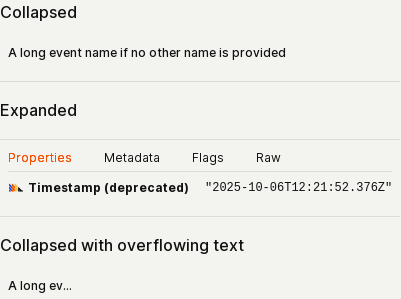 Collapsed
A long event name if no other name is provided
Expanded
Properties Metadata Flags Raw
Timestamp (deprecated) "2025-10-06T12:21:52.376Z"
Collapsed with overflowing text
A long ev...